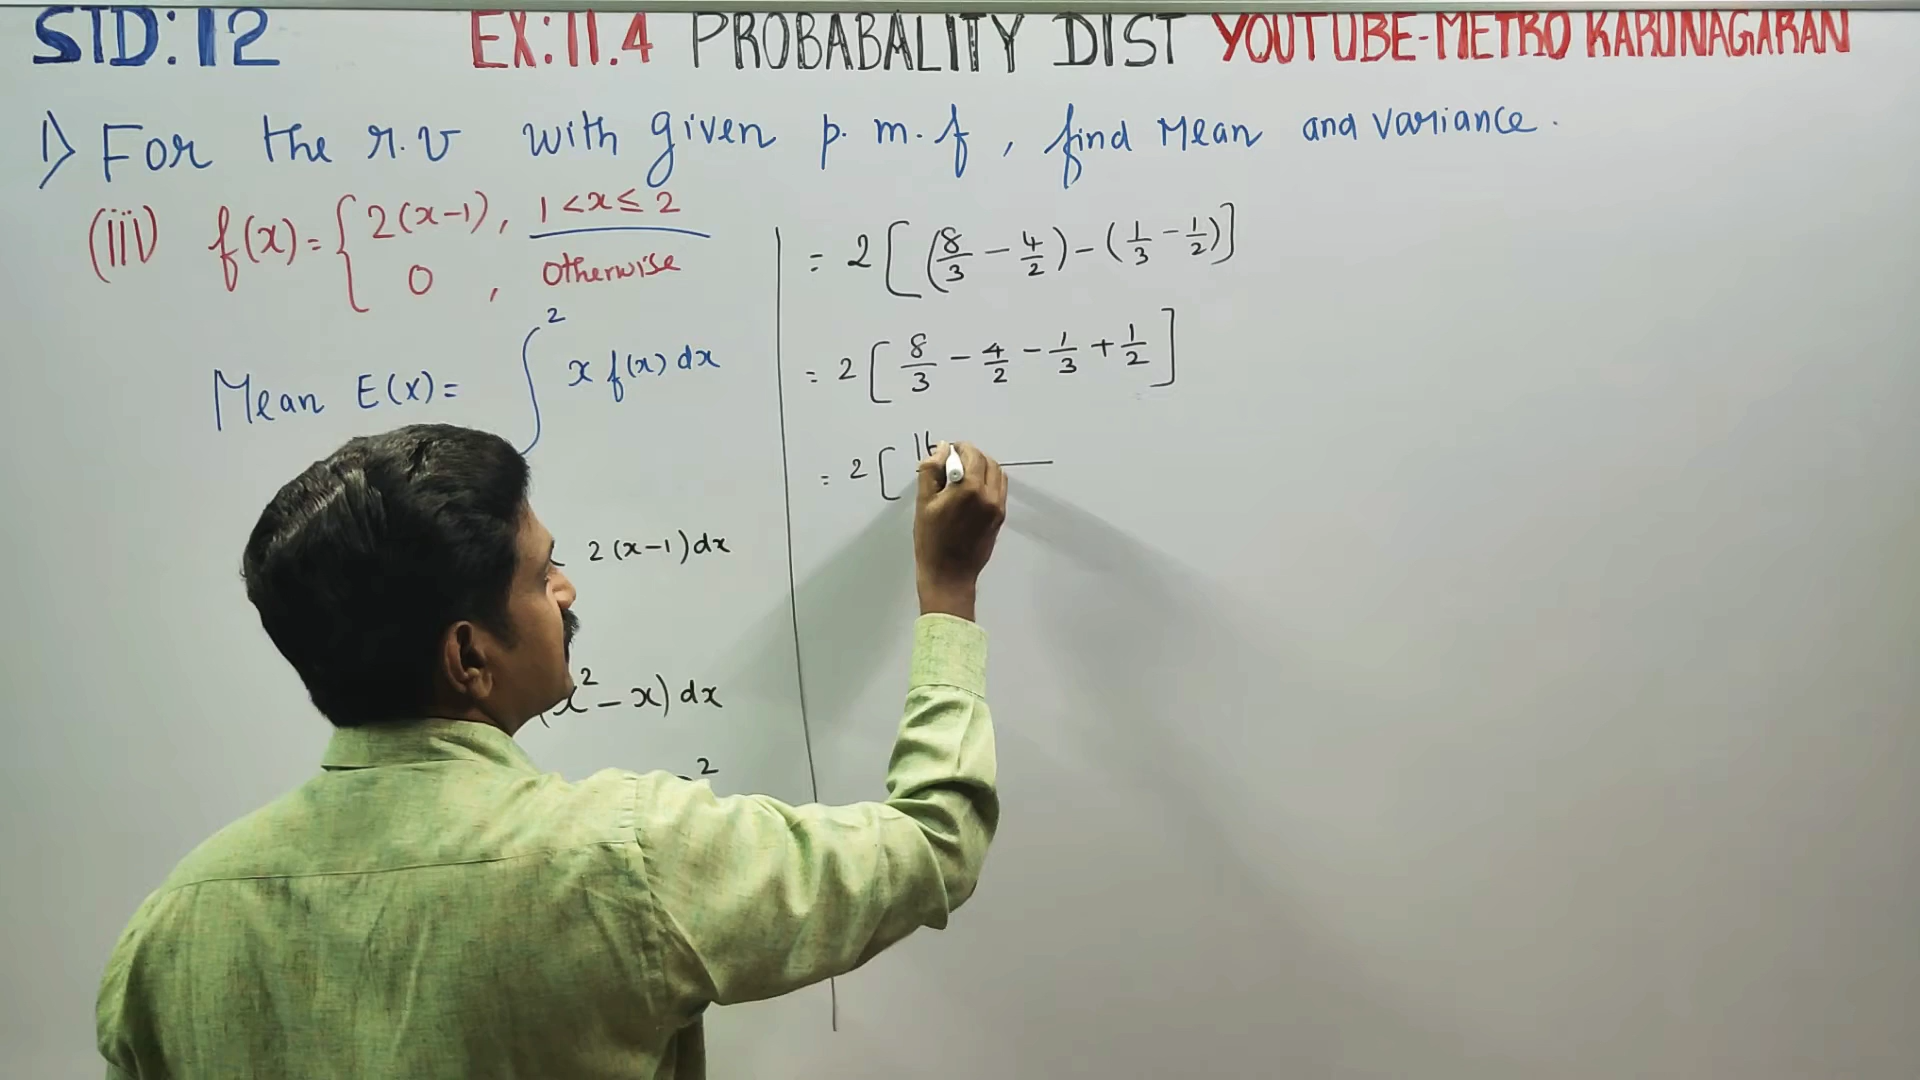 STD:12 EX:11.4 PROBABALITY DIST YOUTUBE-METRO KARUNAGARAN
1) For the r.v with given p.m.f, find Mean and variance.
(iii) f(x) = { 2(x-1), 1<x≤2
0, otherwise
Mean E(x) = ∫² x f(x) dx
2(x-1)dx
x² - x) dx
2
= 2[(8/3 - 4/2) - (1/3 - 1/2)]
= 2[8/3 - 4/2 - 1/3 + 1/2]
= 2[